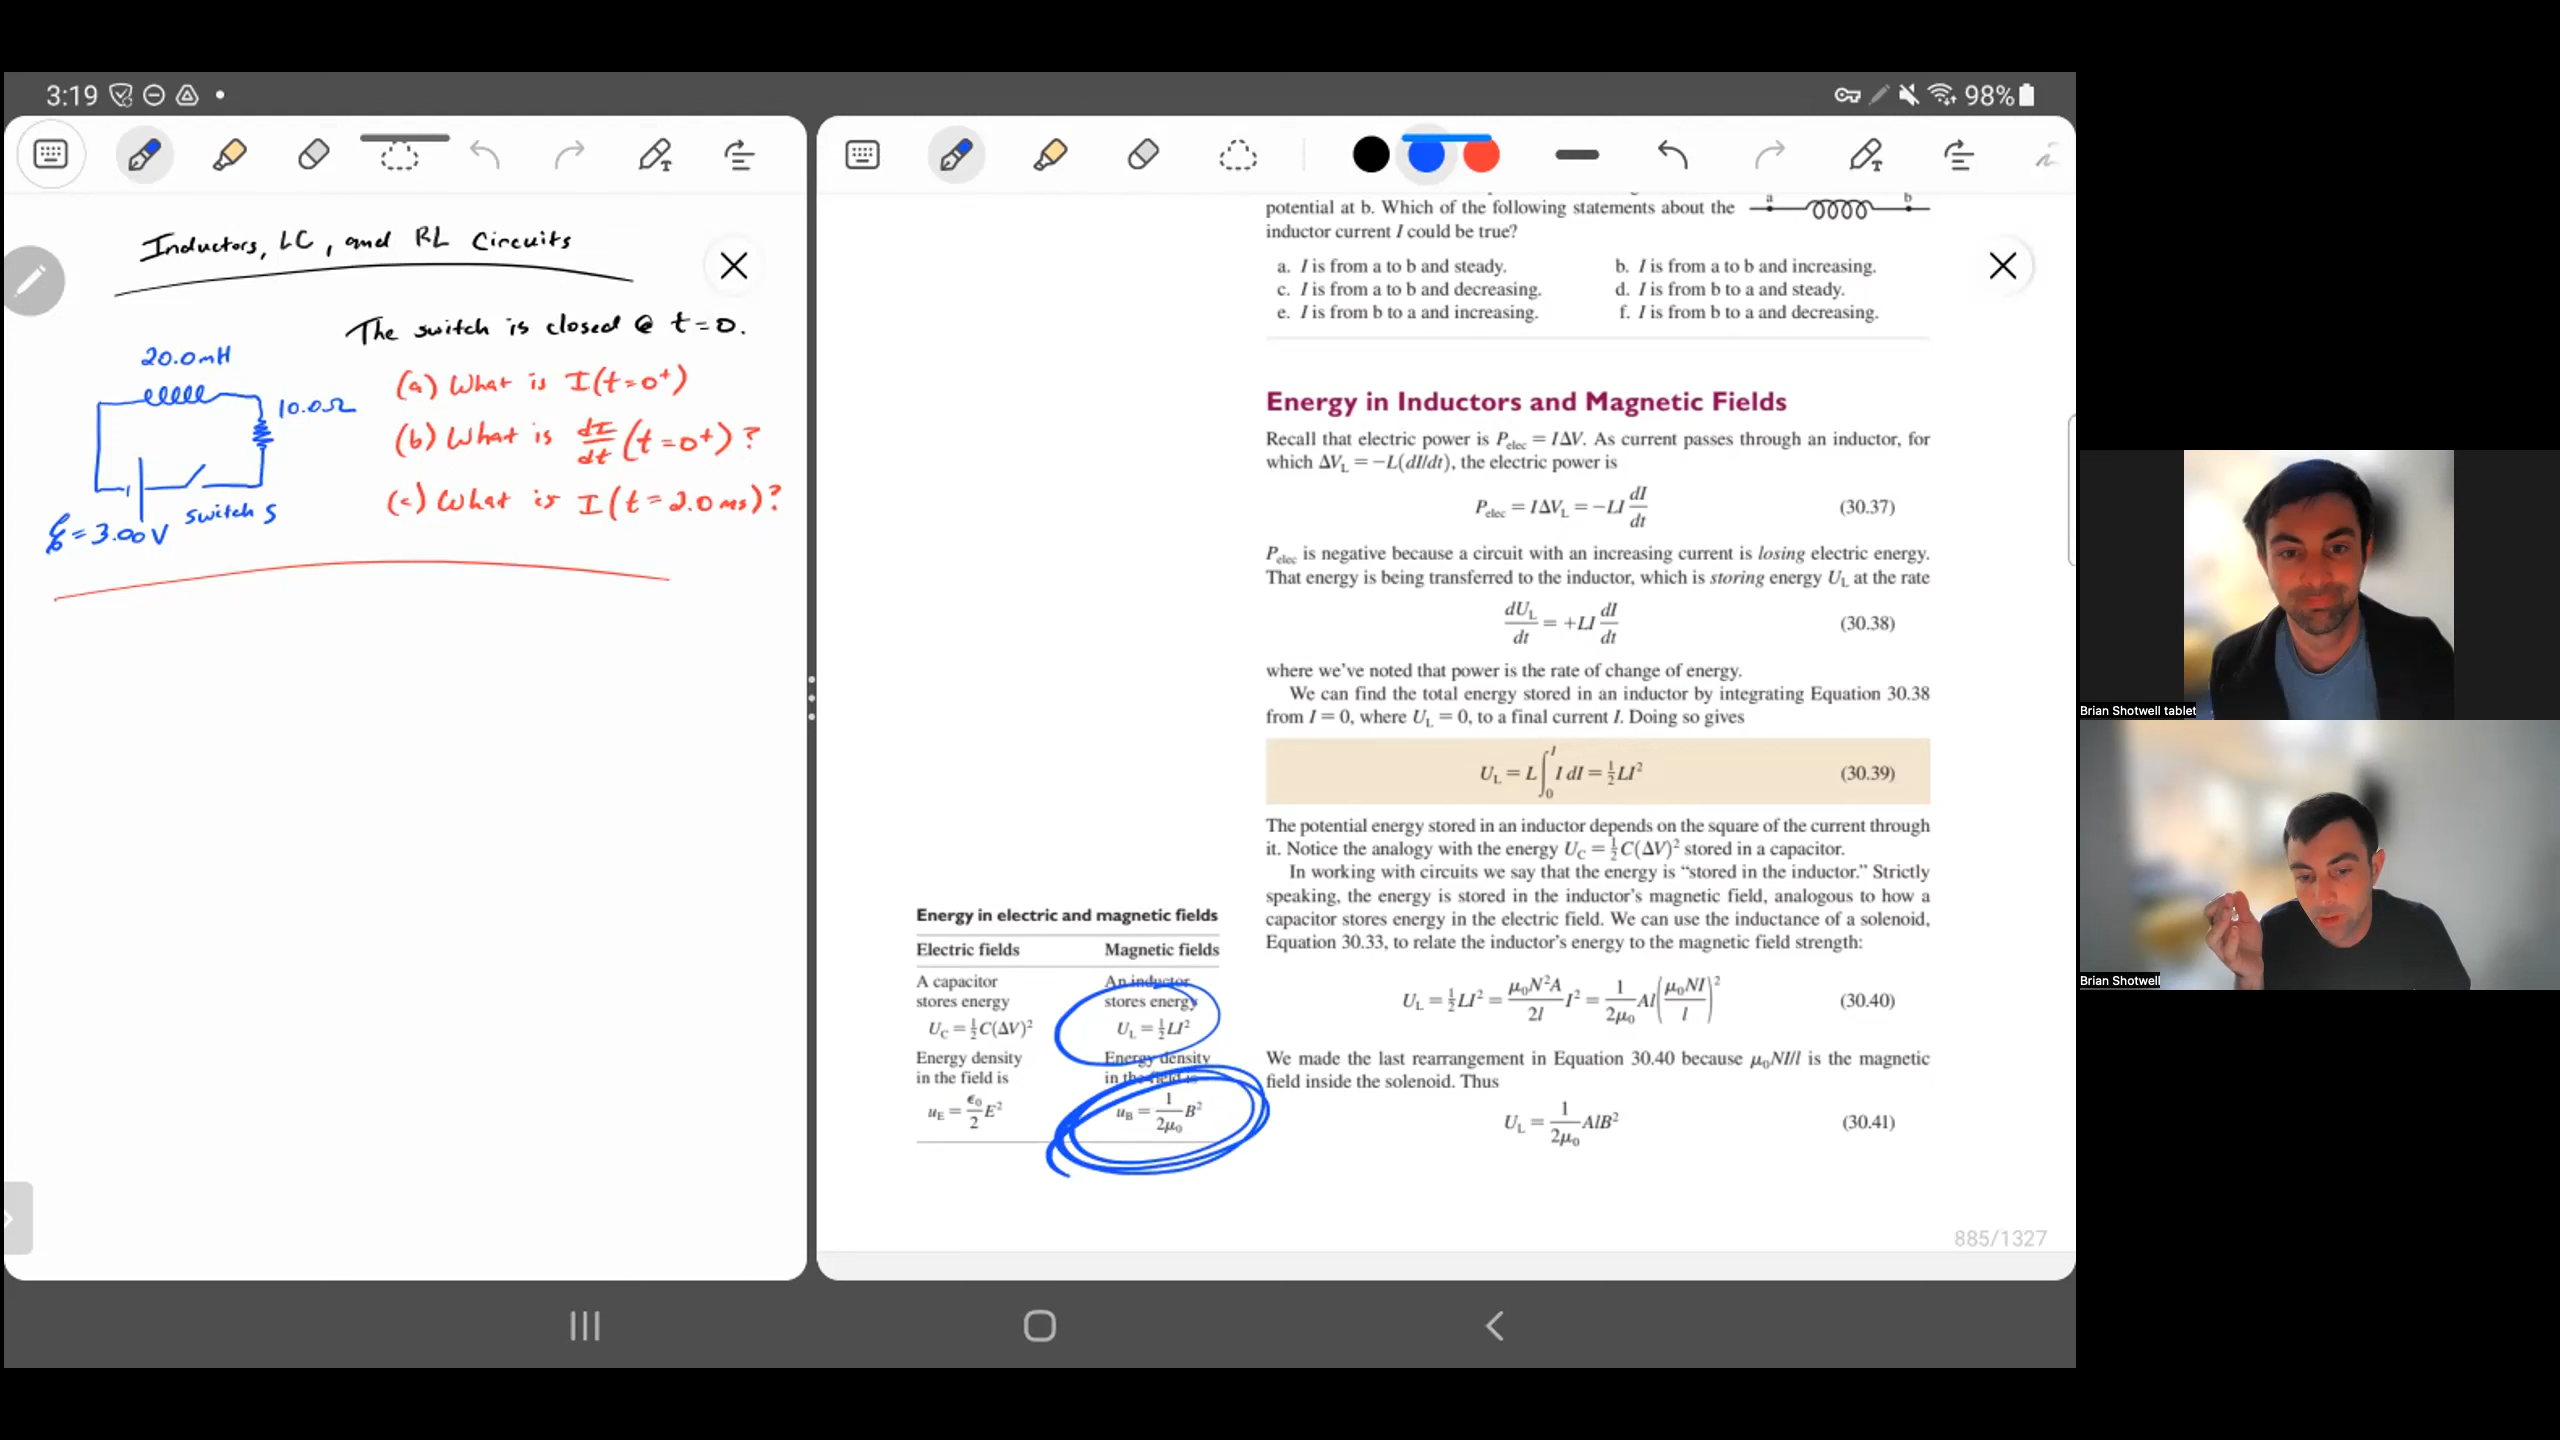 3:19
98%
Inductors, LC, and RL Circuits
The switch is closed @ t=0.
20.0mH
10.0Ω
(a) What is I(t=0⁺)
(b) What is dI/dt (t=0⁺)?
(c) What is I(t=2.0ms)?
switch S
ℰ=3.00V
potential at b. Which of the following statements about the
inductor current I could be true?
a
b
a. I is from a to b and steady.
b. I is from a to b and increasing.
c. I is from a to b and decreasing.
d. I is from b to a and steady.
e. I is from b to a and increasing.
f. I is from b to a and decreasing.
Energy in Inductors and Magnetic Fields
Recall that electric power is P_elec = IΔV. As current passes through an inductor, for
which ΔV_L = −L(dI/dt), the electric power is
P_elec = IΔV_L = −LI dI/dt (30.37)
P_elec is negative because a circuit with an increasing current is losing electric energy.
That energy is being transferred to the inductor, which is storing energy U_L at the rate
dU_L/dt = +LI dI/dt (30.38)
where we’ve noted that power is the rate of change of energy.
We can find the total energy stored in an inductor by integrating Equation 30.38
from I = 0, where U_L = 0, to a final current I. Doing so gives
U_L = L∫₀ᴵ I dI = ½LI² (30.39)
The potential energy stored in an inductor depends on the square of the current through
it. Notice the analogy with the energy U_C = ½C(ΔV)² stored in a capacitor.
In working with circuits we say that the energy is “stored in the inductor.” Strictly
speaking, the energy is stored in the inductor’s magnetic field, analogous to how a
capacitor stores energy in the electric field. We can use the inductance of a solenoid,
Equation 30.33, to relate the inductor’s energy to the magnetic field strength:
U_L = ½LI² = μ₀N²A/2l I² = 1/2μ₀ Al(μ₀NI/l)² (30.40)
We made the last rearrangement in Equation 30.40 because μ₀NI/l is the magnetic
field inside the solenoid. Thus
U_L = 1/2μ₀ AlB² (30.41)
Energy in electric and magnetic fields
Electric fields
Magnetic fields
A capacitor
stores energy
U_C = ½C(ΔV)²
An inductor
stores energy
U_L = ½LI²
Energy density
in the field is
u_E = ε₀/2 E²
Energy density
in the field is
u_B = 1/2μ₀ B²
885/1327
Brian Shotwell tablet
Brian Shotwell